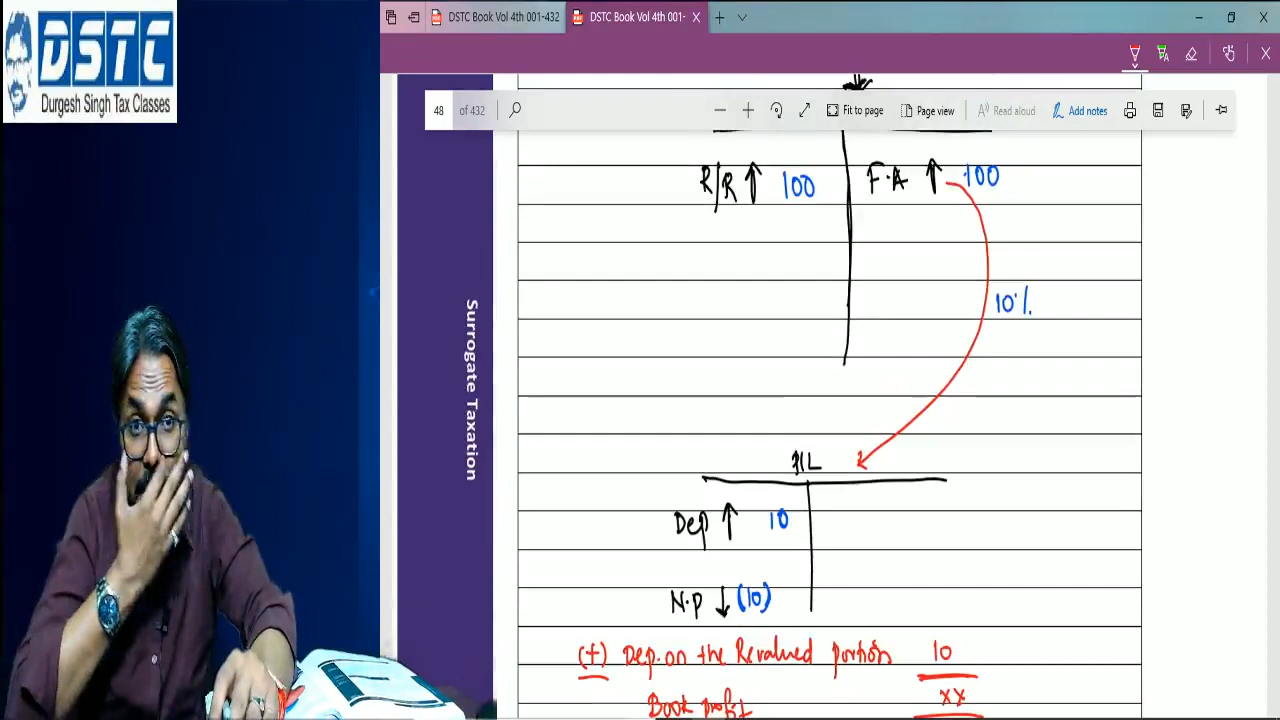 DSTC
Durgesh Singh Tax Classes
DSTC Book Vol 4th 001-432
DSTC Book Vol 4th 001-
48 of 432
Fit to page
Page view
Read aloud
Add notes
Surrogate Taxation
R/R ↑ 100
F.A ↑ 100
10%
Dep ↑ 10
N.P ↓ (10)
(+) Dep. on the Revalued portion 10
Book profit xx